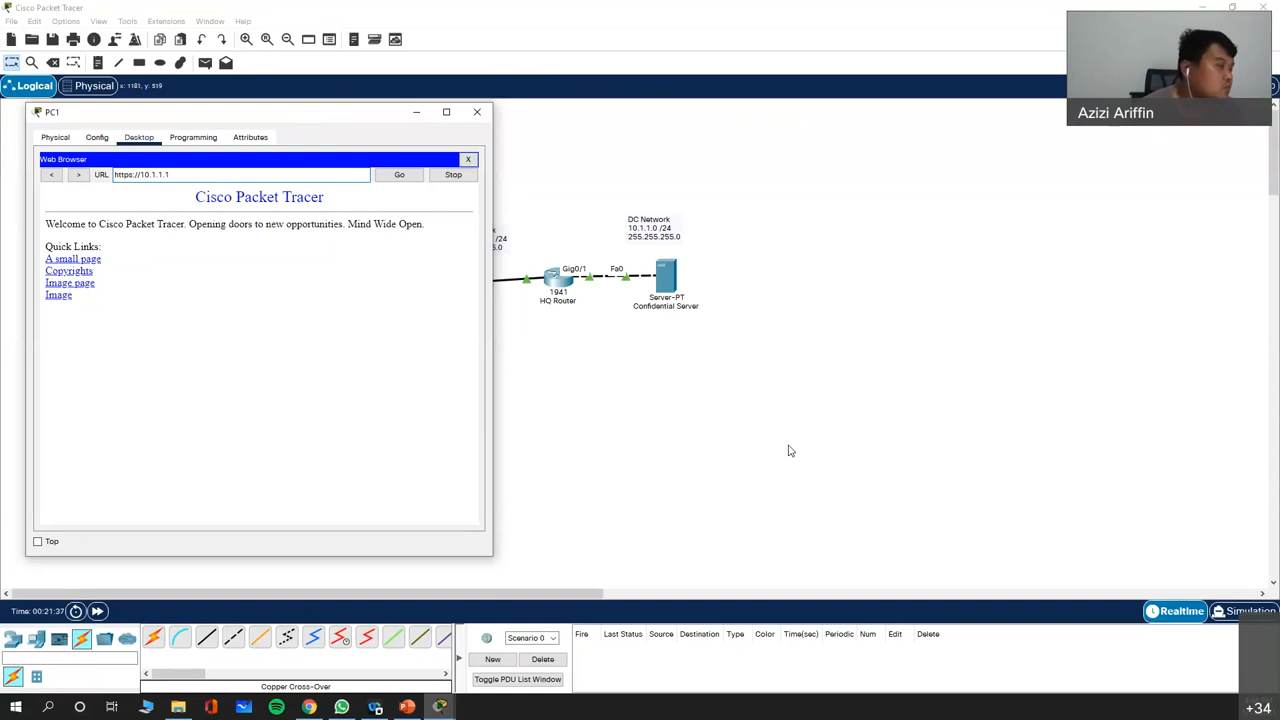 Cisco Packet Tracer
File Edit Options View Tools Extensions Window Help
Logical Physical x: 1181, y: 519
Azizi Ariffin
PC1
Physical Config Desktop Programming Attributes
Web Browser X
< > URL https://10.1.1.1 Go Stop
Cisco Packet Tracer
Welcome to Cisco Packet Tracer. Opening doors to new opportunities. Mind Wide Open.
Quick Links:
A small page
Copyrights
Image page
Image
Top
k
/24
5.0
DC Network
10.1.1.0 /24
255.255.255.0
Gig0/1 Fa0
1941
HQ Router
Server-PT
Confidential Server
Time: 00:21:37 Realtime Simulation
Scenario 0
New Delete
Toggle PDU List Window
Fire Last Status Source Destination Type Color Time(sec) Periodic Num Edit Delete
Copper Cross-Over
+34